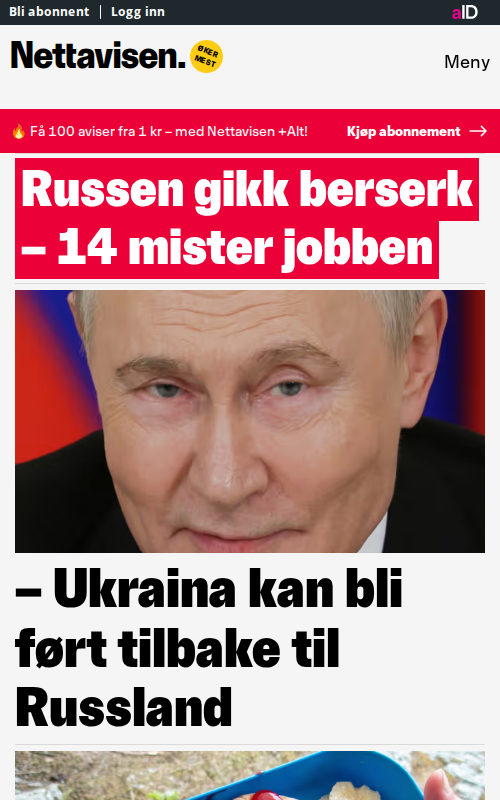 Bli abonnent
Logg inn
aID
Nettavisen.
ØKER
MEST
Meny
🔥 Få 100 aviser fra 1 kr – med Nettavisen +Alt!
Kjøp abonnement →
Russen gikk berserk
– 14 mister jobben
– Ukraina kan bli
ført tilbake til
Russland